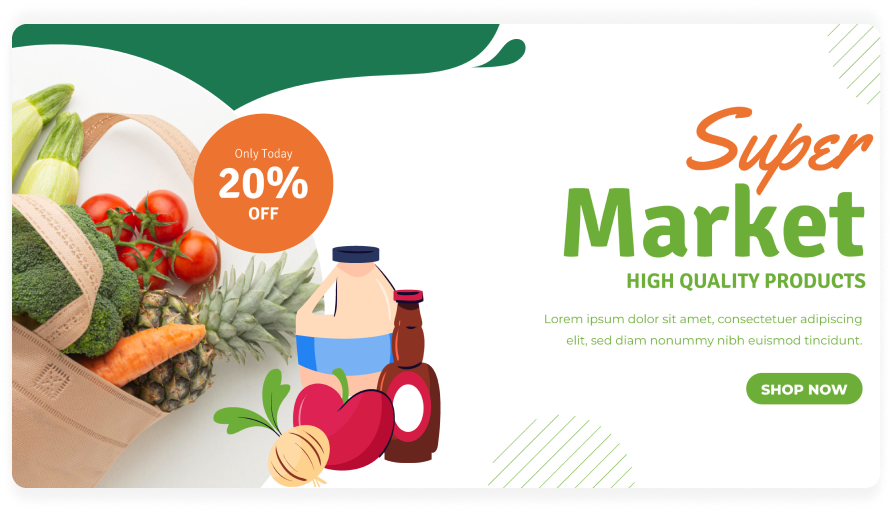 Only Today
20%
OFF
Super
Market
HIGH QUALITY PRODUCTS
Lorem ipsum dolor sit amet, consectetuer adipiscing
elit, sed diam nonummy nibh euismod tincidunt.
SHOP NOW